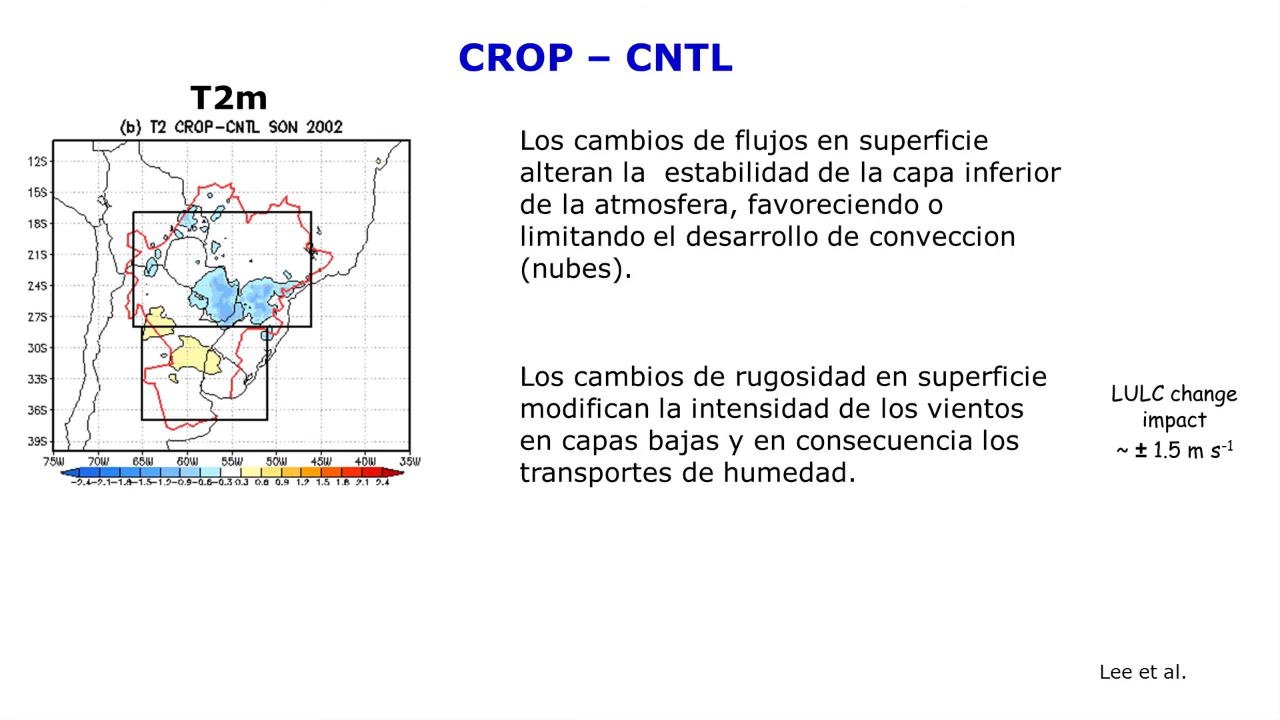 CROP – CNTL
T2m
(b) T2 CROP-CNTL SON 2002
12S
15S
18S
21S
24S
27S
30S
33S
36S
39S
75W 70W 65W 60W 55W 50W 45W 40W 35W
-2.4-2.1-1.8-1.5-1.2-0.9-0.6-0.3 0.3 0.6 0.9 1.2 1.5 1.8 2.1 2.4
Los cambios de flujos en superficie
alteran la estabilidad de la capa inferior
de la atmosfera, favoreciendo o
limitando el desarrollo de conveccion
(nubes).
Los cambios de rugosidad en superficie
modifican la intensidad de los vientos
en capas bajas y en consecuencia los
transportes de humedad.
LULC change
impact
~ ± 1.5 m s⁻¹
Lee et al.